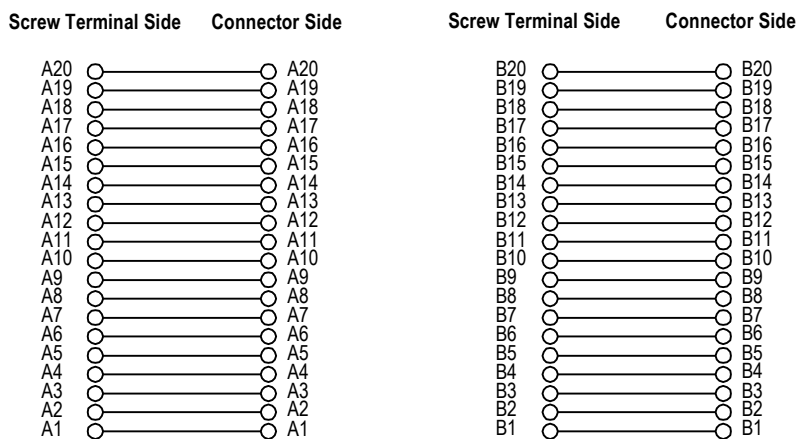 Screw Terminal Side Connector Side Screw Terminal Side Connector Side
A20 A20 B20 B20
A19 A19 B19 B19
A18 A18 B18 B18
A17 A17 B17 B17
A16 A16 B16 B16
A15 A15 B15 B15
A14 A14 B14 B14
A13 A13 B13 B13
A12 A12 B12 B12
A11 A11 B11 B11
A10 A10 B10 B10
A9 A9 B9 B9
A8 A8 B8 B8
A7 A7 B7 B7
A6 A6 B6 B6
A5 A5 B5 B5
A4 A4 B4 B4
A3 A3 B3 B3
A2 A2 B2 B2
A1 A1 B1 B1